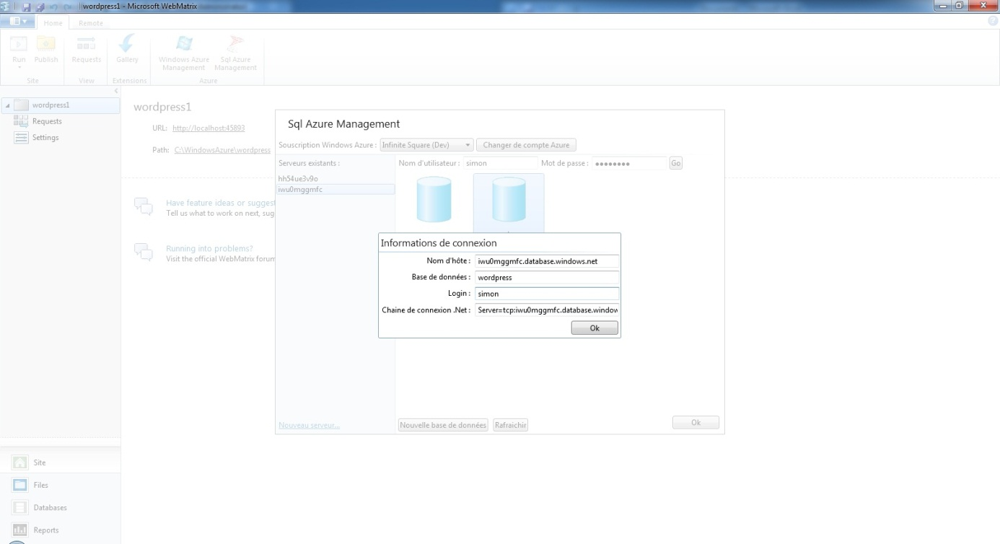 wordpress1 - Microsoft WebMatrix
Home Remote
Run Publish Requests Gallery Windows Azure Management Sql Azure Management
Site View Extensions Azure
wordpress1
Requests
Settings
wordpress1
URL: http://localhost:45893
Path: C:\WindowsAzure\wordpress
Have feature ideas or suggest
Tell us what to work on next, sug
Running into problems?
Visit the official WebMatrix forum
Sql Azure Management
Souscription Windows Azure : Infinite Square (Dev) Changer de compte Azure
Serveurs existants :
hh54ue3v9o
iwu0mggmfc
Nom d'utilisateur : simon Mot de passe : ●●●●●●●● Go
Informations de connexion
Nom d'hôte : iwu0mggmfc.database.windows.net
Base de données : wordpress
Login : simon
Chaine de connexion .Net : Server=tcp:iwu0mggmfc.database.window
Ok
Nouveau serveur...
Nouvelle base de données Rafraichir Ok
Site
Files
Databases
Reports